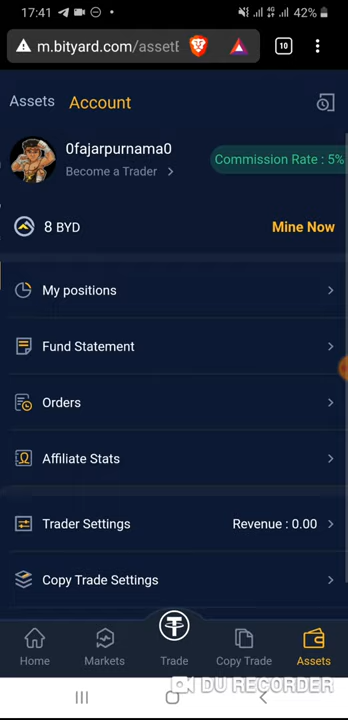 17:41 42%
m.bityard.com/asset
10
Assets Account
0fajarpurnama0
Become a Trader
Commission Rate : 5%
8 BYD Mine Now
My positions
Fund Statement
Orders
Affiliate Stats
Trader Settings Revenue : 0.00
Copy Trade Settings
Home Markets Trade Copy Trade Assets
DU RECORDER